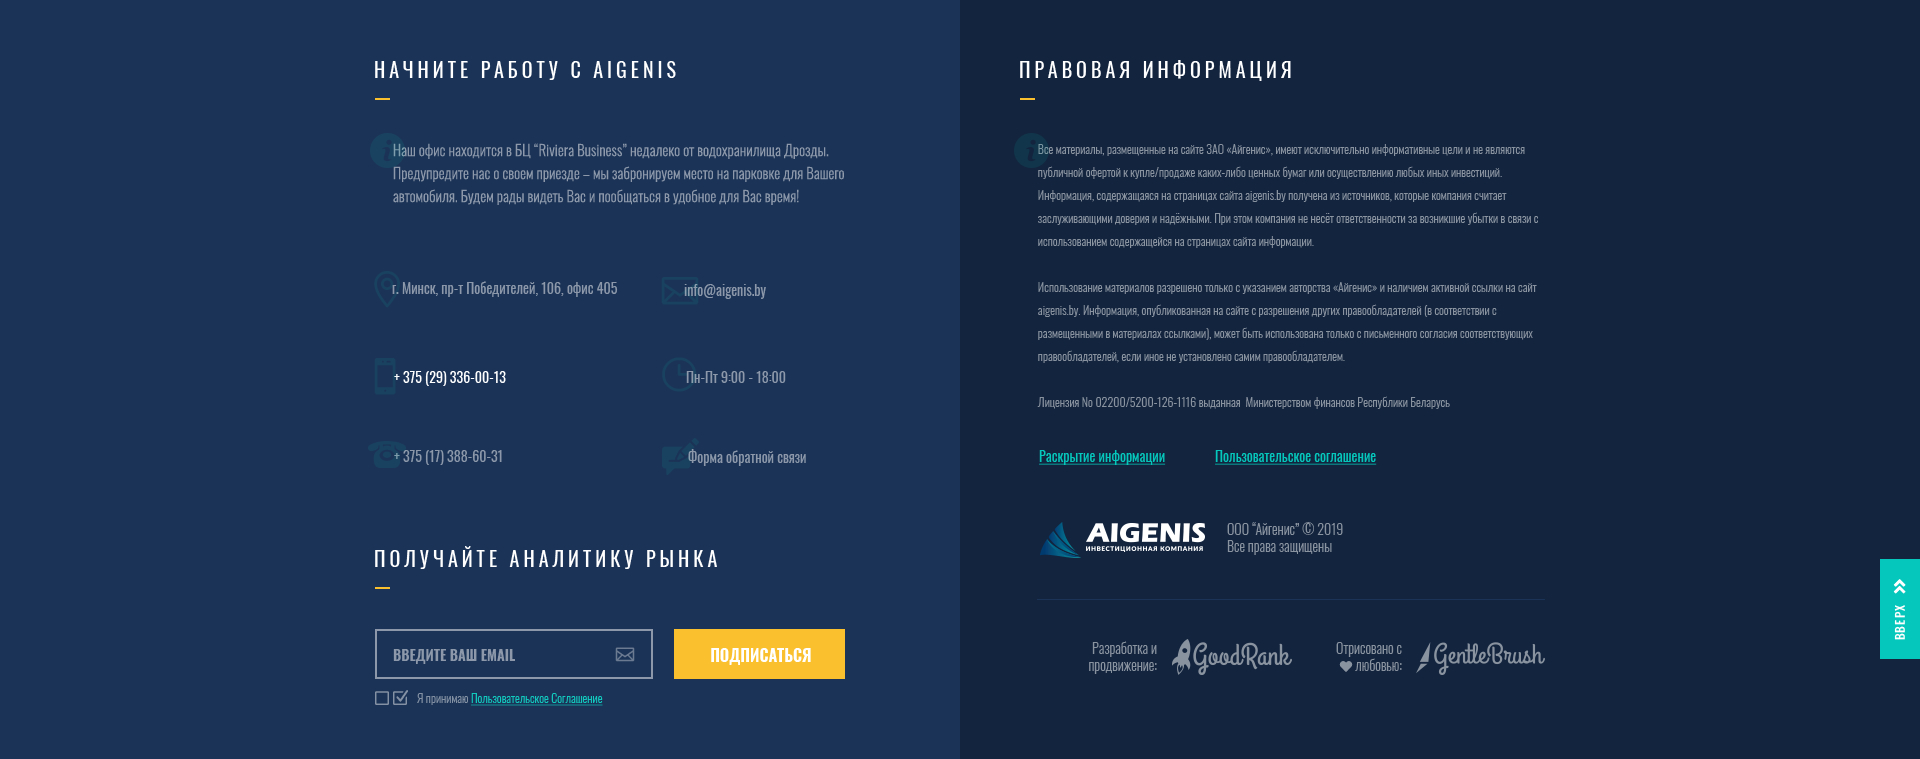 НАЧНИТЕ РАБОТУ С AIGENIS
Наш офис находится в БЦ “Riviera Business” недалеко от водохранилища Дрозды.
Предупредите нас о своем приезде – мы забронируем место на парковке для Вашего
автомобиля. Будем рады видеть Вас и пообщаться в удобное для Вас время!
г. Минск, пр-т Победителей, 106, офис 405
info@aigenis.by
+ 375 (29) 336-00-13
Пн-Пт 9:00 - 18:00
+ 375 (17) 388-60-31
Форма обратной связи
ПОЛУЧАЙТЕ АНАЛИТИКУ РЫНКА
ВВЕДИТЕ ВАШ EMAIL
ПОДПИСАТЬСЯ
Я принимаю Пользовательское Соглашение
ПРАВОВАЯ ИНФОРМАЦИЯ
Все материалы, размещенные на сайте ЗАО «Айгенис», имеют исключительно информативные цели и не являются
публичной офертой к купле/продаже каких-либо ценных бумаг или осуществлению любых иных инвестиций.
Информация, содержащаяся на страницах сайта aigenis.by получена из источников, которые компания считает
заслуживающими доверия и надёжными. При этом компания не несёт ответственности за возникшие убытки в связи с
использованием содержащейся на страницах сайта информации.
Использование материалов разрешено только с указанием авторства «Айгенис» и наличием активной ссылки на сайт
aigenis.by. Информация, опубликованная на сайте с разрешения других правообладателей (в соответствии с
размещенными в материалах ссылками), может быть использована только с письменного согласия соответствующих
правообладателей, если иное не установлено самим правообладателем.
Лицензия No 02200/5200-126-1116 выданная  Министерством финансов Республики Беларусь
Раскрытие информации
Пользовательское соглашение
AIGENIS
ИНВЕСТИЦИОННАЯ КОМПАНИЯ
ООО “Айгенис” © 2019
Все права защищены
Разработка и
продвижение:
GoodRank
Отрисовано с
любовью:
GentleBrush
ВВЕРХ